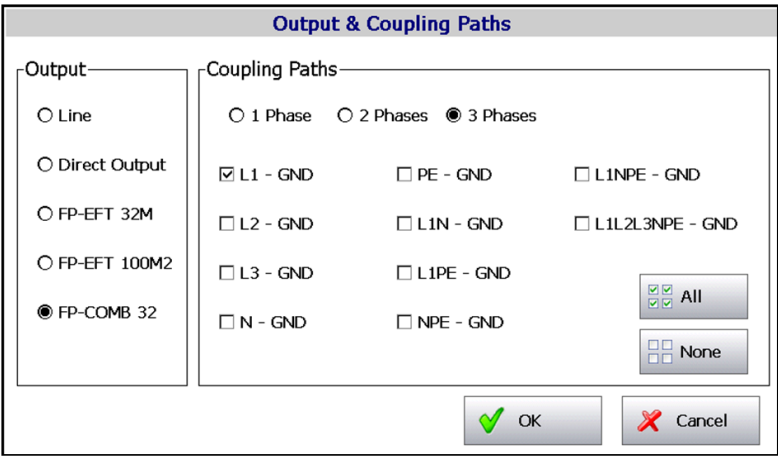 Output & Coupling Paths
Output
Line
Direct Output
FP-EFT 32M
FP-EFT 100M2
FP-COMB 32
Coupling Paths
1 Phase 2 Phases 3 Phases
L1 - GND PE - GND L1NPE - GND
L2 - GND L1N - GND L1L2L3NPE - GND
L3 - GND L1PE - GND
N - GND NPE - GND
All
None
OK Cancel